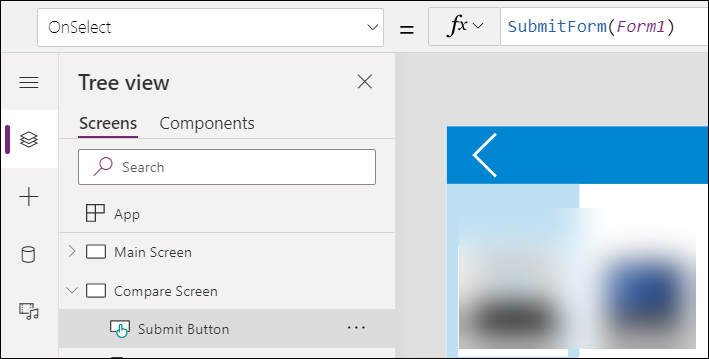 OnSelect = fx SubmitForm(Form1)
Tree view
Screens Components
Search
App
Main Screen
Compare Screen
Submit Button ...